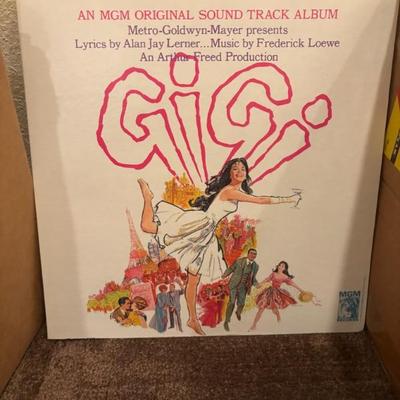 AN MGM ORIGINAL SOUND TRACK ALBUM
Metro-Goldwyn-Mayer presents
Lyrics by Alan Jay Lerner...Music by Frederick Loewe
An Arthur Freed Production
GiGi
MGM